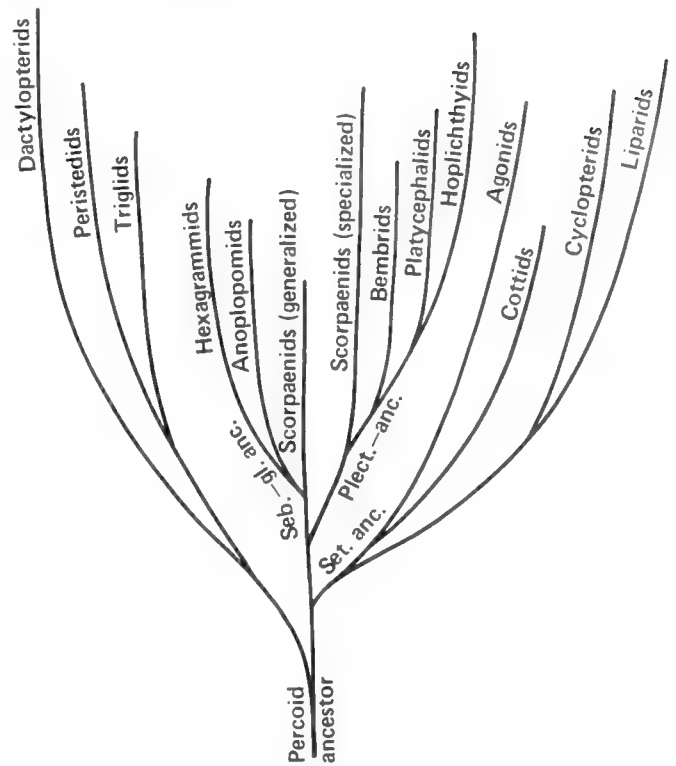 Dactylopterids
Peristedids
Triglids
Hexagrammids
Anoplopomids
Scorpaenids (generalized)
Scorpaenids (specialized)
Bembrids
Platycephalids
Hoplichthyids
Agonids
Cottids
Cyclopterids
Liparids
Seb.—gl. anc.
Plect.—anc.
Set. anc.
Percoid
ancestor